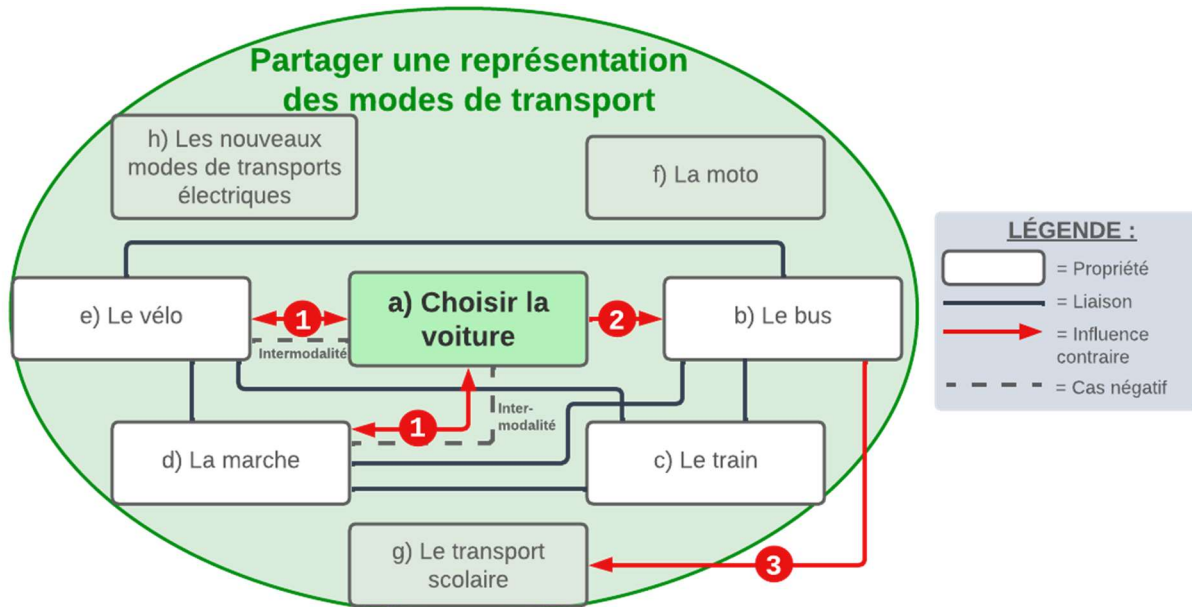 Partager une représentation
des modes de transport
h) Les nouveaux
modes de transports
électriques
f) La moto
e) Le vélo
1
a) Choisir la
voiture
2
b) Le bus
Intermodalité
Inter-
modalité
1
d) La marche
c) Le train
g) Le transport
scolaire
3
LÉGENDE :
= Propriété
= Liaison
= Influence
contraire
= Cas négatif